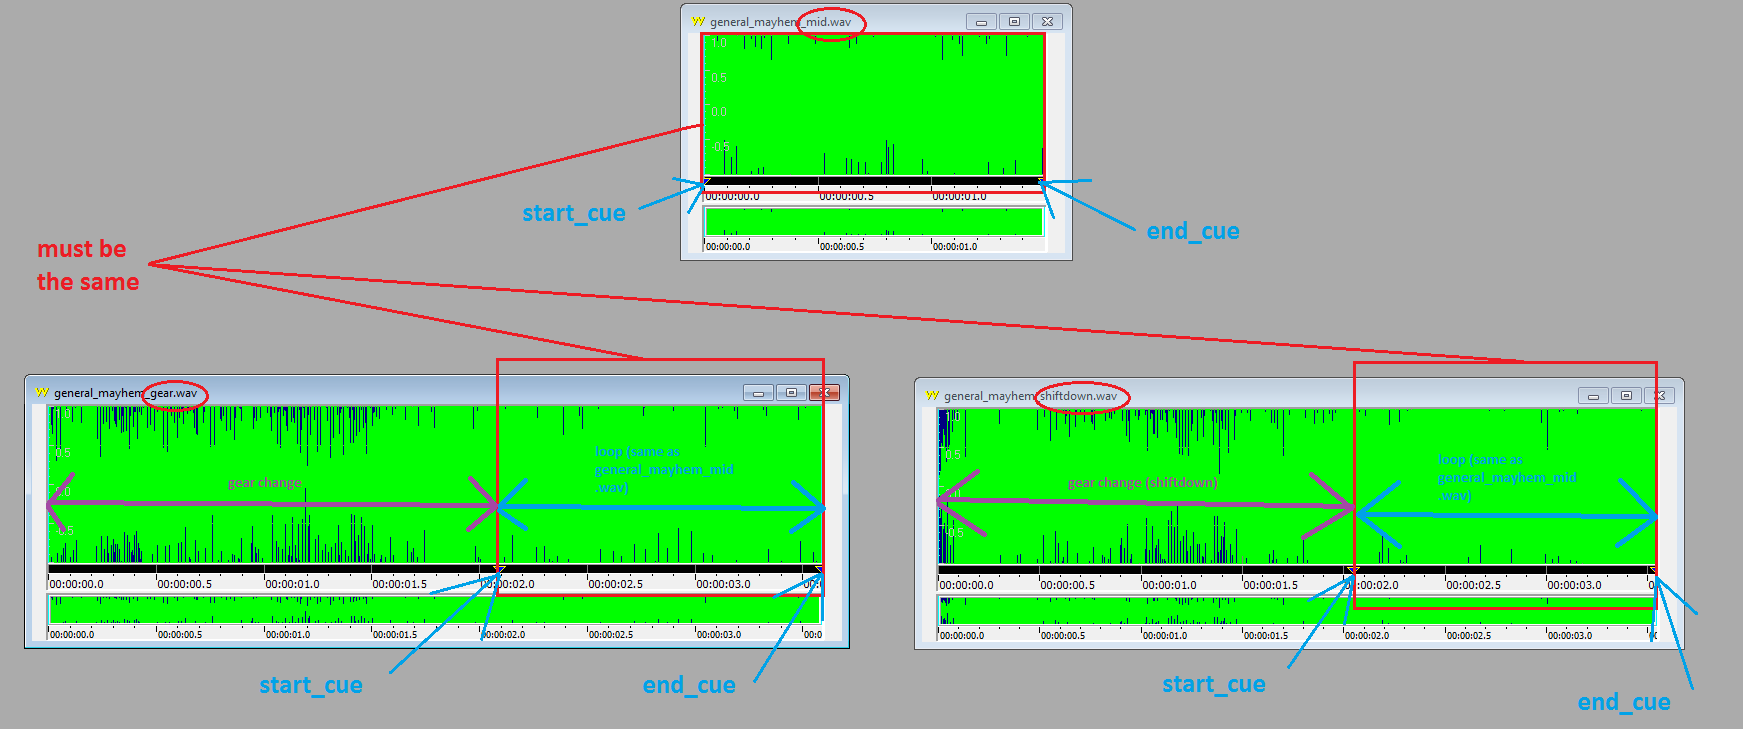 general_mayhem_mid.wav
1.0
0.5
0.0
0.5
00:00:00.0 00:00:00.5 00:00:01.0
00:00:00.0 00:00:00.5 00:00:01.0
start_cue
end_cue
must be
the same
general_mayhem_gear.wav
0.5
0.5
gear change
loop (same as
general_mayhem_mid
.wav)
00:00:00.0 00:00:00.5 00:00:01.0 00:00:01.5 00:00:02.0 00:00:02.5 00:00:03.0
00:00:00.0 00:00:00.5 00:00:01.0 00:00:01.5 00:00:02.0 00:00:02.5 00:00:03.0 00:0
start_cue
end_cue
general_mayhem_shiftdown.wav
0.5
0.5
gear change (shiftdown)
loop (same as
general_mayhem_mid
.wav)
00:00:00.0 00:00:00.5 00:00:01.0 00:00:01.5 00:00:02.0 00:00:02.5 00:00:03.0
00:00:00.0 00:00:00.5 00:00:01.0 00:00:01.5 00:00:02.0 00:00:02.5 00:00:03.0
start_cue
end_cue